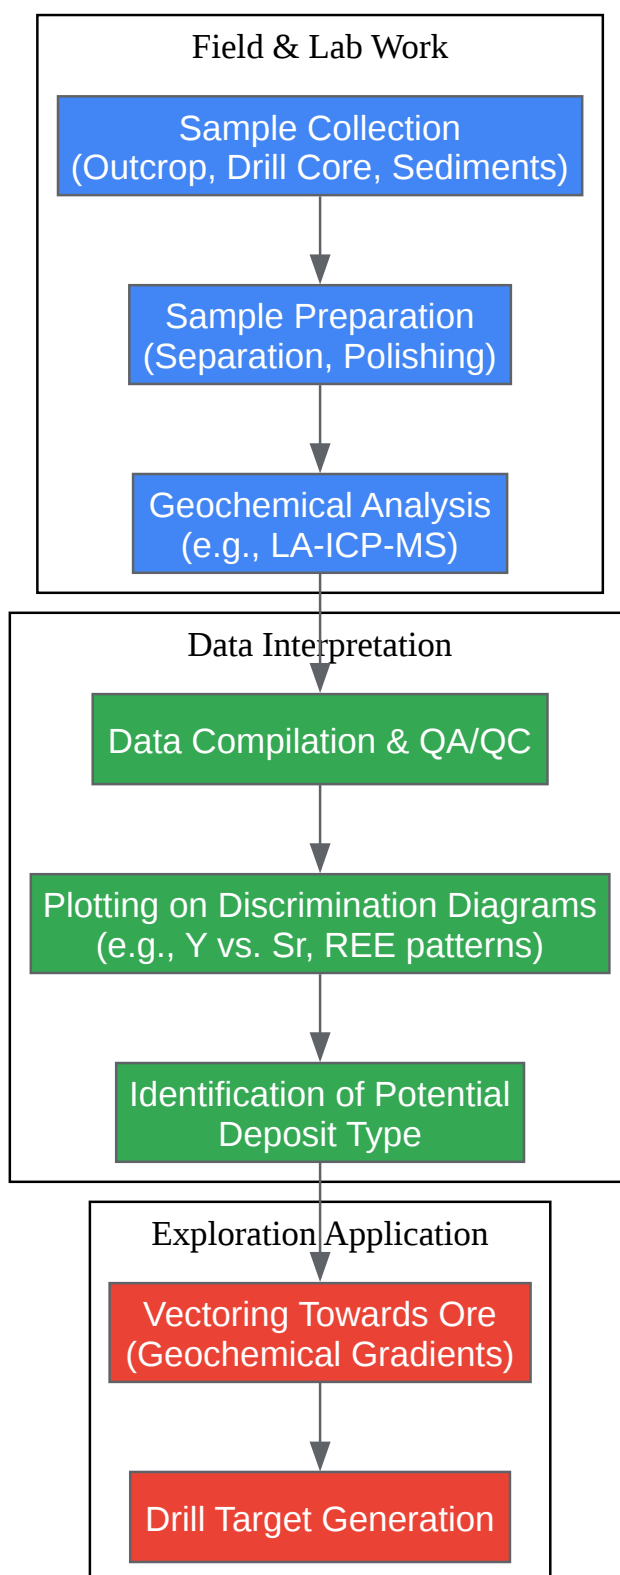 Field & Lab Work
Sample Collection
(Outcrop, Drill Core, Sediments)
Sample Preparation
(Separation, Polishing)
Geochemical Analysis
(e.g., LA-ICP-MS)
Data Interpretation
Data Compilation & QA/QC
Plotting on Discrimination Diagrams
(e.g., Y vs. Sr, REE patterns)
Identification of Potential
Deposit Type
Exploration Application
Vectoring Towards Ore
(Geochemical Gradients)
Drill Target Generation